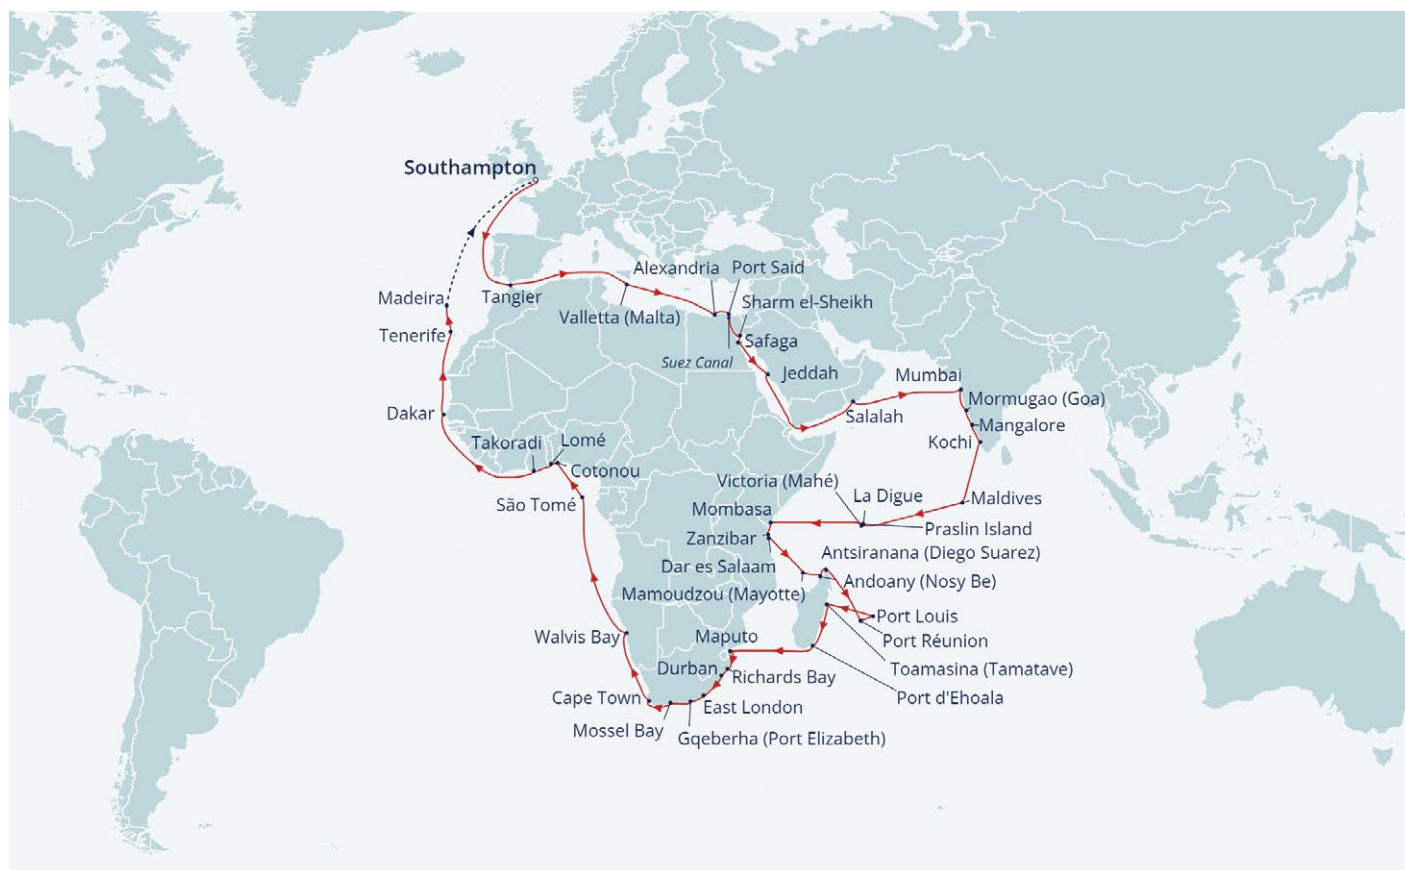 Southampton
Alexandria
Port Said
Madeira
Tangier
Sharm el-Sheikh
Valletta (Malta)
Tenerife
Safaga
Suez Canal
Jeddah
Mumbai
Dakar
Salalah
Mormugao (Goa)
Mangalore
Takoradi
Lomé
Kochi
Cotonou
Victoria (Mahé)
La Digue
Maldives
São Tomé
Mombasa
Praslin Island
Zanzibar
Antsiranana (Diego Suarez)
Dar es Salaam
Andoany (Nosy Be)
Mamoudzou (Mayotte)
Port Louis
Walvis Bay
Maputo
Port Réunion
Durban
Richards Bay
Toamasina (Tamatave)
Cape Town
East London
Port d'Ehoala
Mossel Bay
Gqeberha (Port Elizabeth)